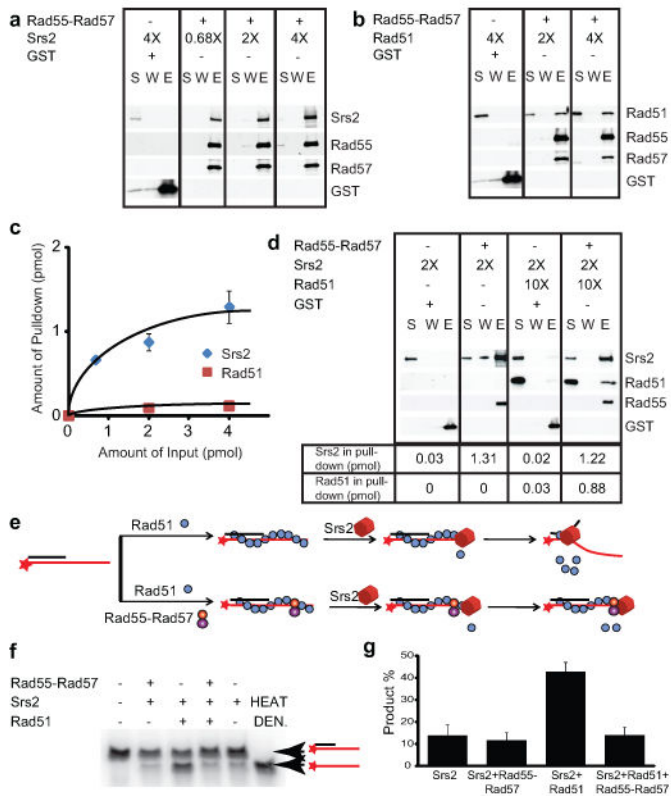 a
Rad55-Rad57 - + + +
Srs2 4X 0.68X 2X 4X
GST + - - -
S W E S W E S W E S W E
Srs2
Rad55
Rad57
GST
b
Rad55-Rad57 - + +
Rad51 4X 2X 4X
GST + - -
S W E S W E S W E
Rad51
Rad55
Rad57
GST
c
Amount of Pulldown (pmol)
2
1
0
0 1 2 3 4 5
Srs2
Rad51
Amount of Input (pmol)
d
Rad55-Rad57 - + - +
Srs2 2X 2X 2X 2X
Rad51 - - 10X 10X
GST + - + -
S W E S W E S W E S W E
Srs2
Rad51
Rad55
GST
Srs2 in pull-down (pmol) 0.03 1.31 0.02 1.22
Rad51 in pull-down (pmol) 0 0 0.03 0.88
e
Rad51 Srs2
Rad51 Srs2
Rad55-Rad57
f
Rad55-Rad57 - + - + -
Srs2 - + + + + HEAT
Rad51 - - + + - DEN.
g
Product %
50
40
30
20
10
0
Srs2 Srs2+Rad55-Rad57 Srs2+Rad51 Srs2+Rad51+Rad55-Rad57